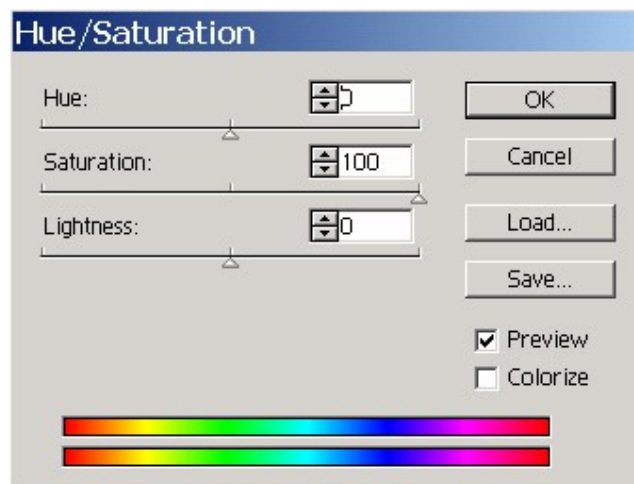 Hue/Saturation
Hue:
OK
Saturation:
100
Cancel
Lightness:
0
Load...
Save...
Preview
Colorize